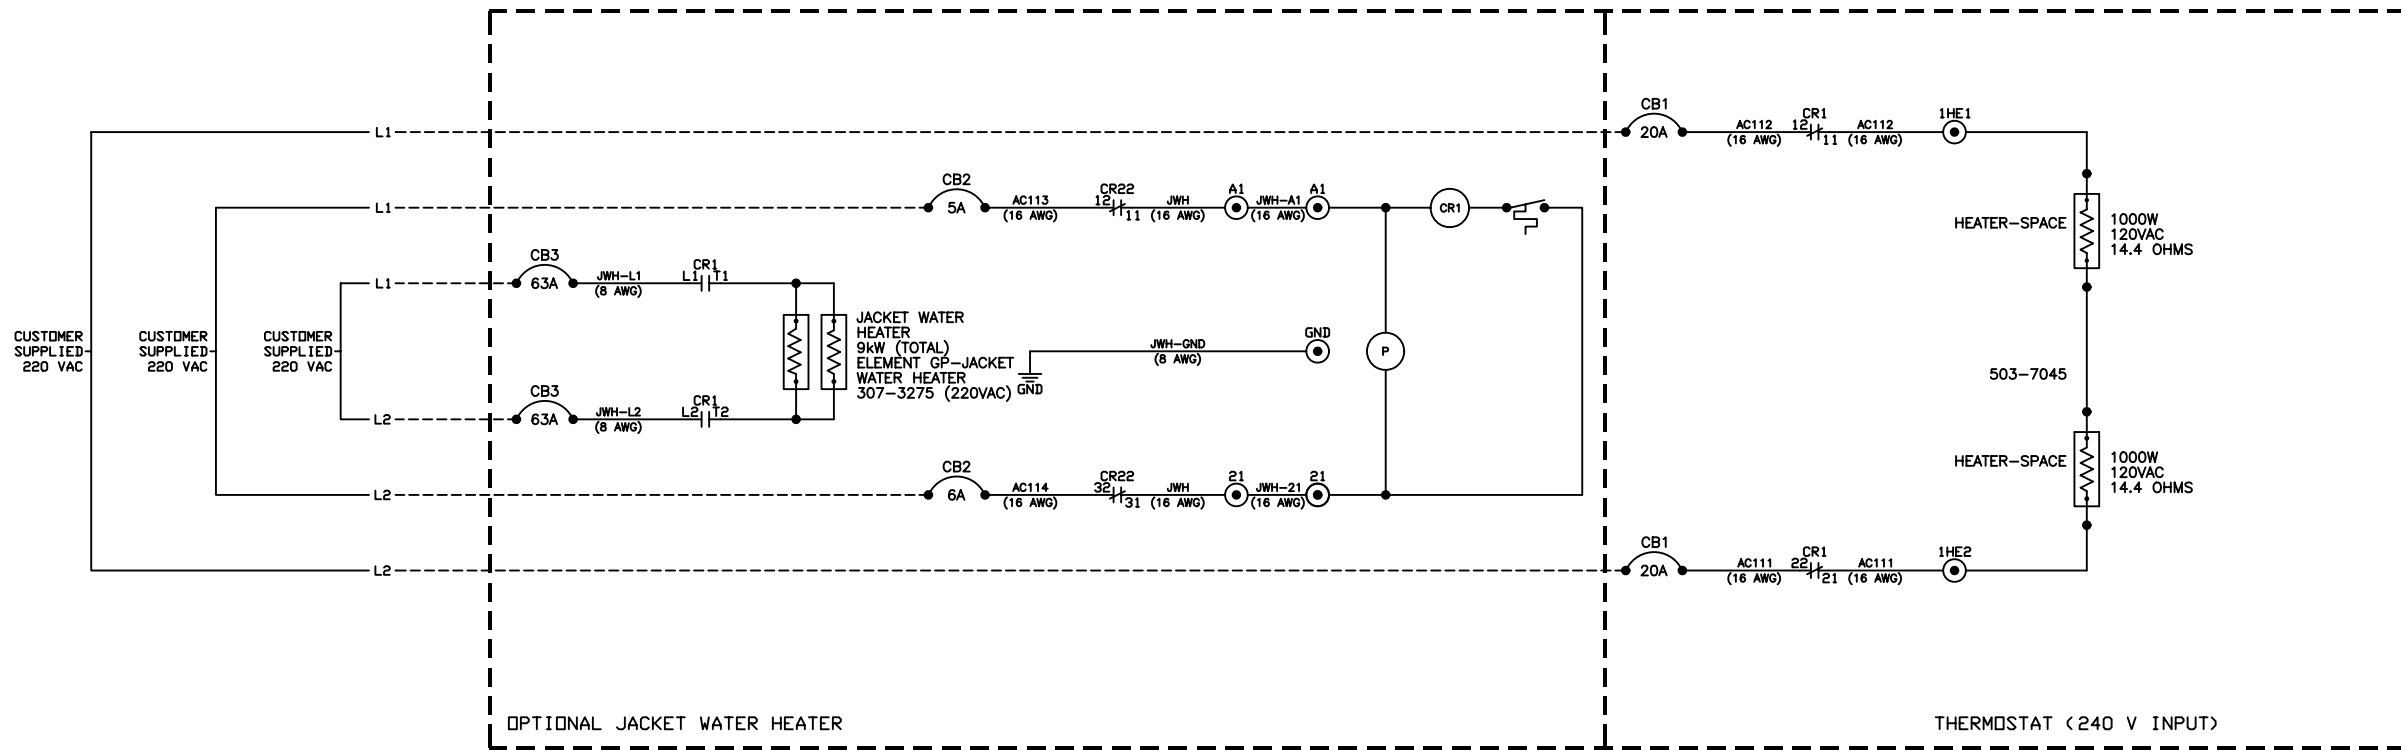 CB1
L1
20A
AC112
(16 AWG)
CR1
12
11
AC112
(16 AWG)
1HE1
CB2
L1
5A
AC113
(16 AWG)
CR22
12
11
JWH
(16 AWG)
A1
JWH-A1
(16 AWG)
A1
CR1
HEATER-SPACE
1000W
120VAC
14.4 OHMS
CB3
L1
63A
JWH-L1
(8 AWG)
CR1
L1
T1
CUSTOMER
SUPPLIED
220 VAC
CUSTOMER
SUPPLIED
220 VAC
CUSTOMER
SUPPLIED
220 VAC
JACKET WATER
HEATER
9kW (TOTAL)
ELEMENT GP-JACKET
WATER HEATER
307-3275 (220VAC)
GND
JWH-GND
(8 AWG)
GND
P
503-7045
CB3
L2
63A
JWH-L2
(8 AWG)
CR1
L2
T2
CB2
L2
6A
AC114
(16 AWG)
CR22
32
31
JWH
(16 AWG)
21
JWH-21
(16 AWG)
21
HEATER-SPACE
1000W
120VAC
14.4 OHMS
CB1
L2
20A
AC111
(16 AWG)
CR1
22
21
AC111
(16 AWG)
1HE2
OPTIONAL JACKET WATER HEATER
THERMOSTAT (240 V INPUT)